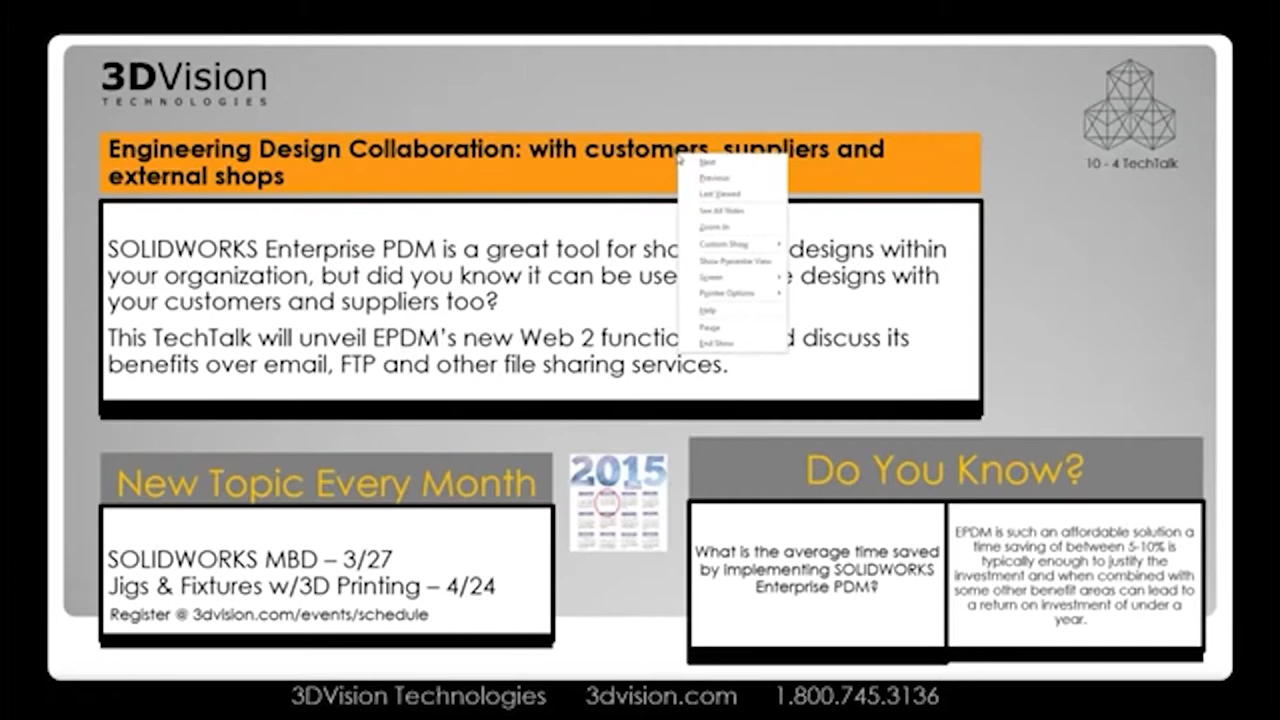 3DVision
TECHNOLOGIES
10 - 4 TechTalk
Engineering Design Collaboration: with customers, suppliers and
external shops
SOLIDWORKS Enterprise PDM is a great tool for sha designs within
your organization, but did you know it can be use designs with
your customers and suppliers too?
This TechTalk will unveil EPDM's new Web 2 functio d discuss its
benefits over email, FTP and other file sharing services.
Next
Previous
Last Viewed
See All Slides
Zoom In
Custom Show
Show Presenter View
Screen
Pointer Options
Help
Pause
End Show
New Topic Every Month
SOLIDWORKS MBD – 3/27
Jigs & Fixtures w/3D Printing – 4/24
Register @ 3dvision.com/events/schedule
2015
Do You Know?
What is the average time saved
by implementing SOLIDWORKS
Enterprise PDM?
EPDM is such an affordable solution a
time saving of between 5-10% is
typically enough to justify the
investment and when combined with
some other benefit areas can lead to
a return on investment of under a
year.
3DVision Technologies 3dvision.com 1.800.745.3136